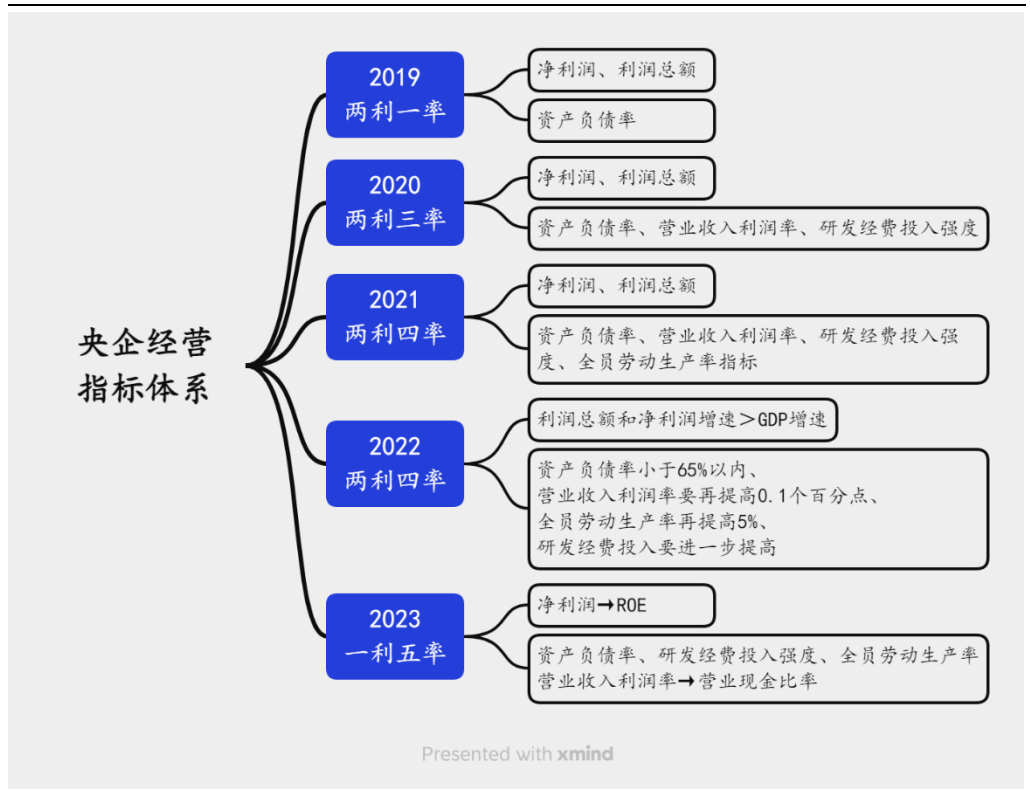 央企经营
指标体系
2019
两利一率
净利润、利润总额
资产负债率
2020
两利三率
净利润、利润总额
资产负债率、营业收入利润率、研发经费投入强度
2021
两利四率
净利润、利润总额
资产负债率、营业收入利润率、研发经费投入强
度、全员劳动生产率指标
2022
两利四率
利润总额和净利润增速＞GDP增速
资产负债率小于65%以内、
营业收入利润率要再提高0.1个百分点、
全员劳动生产率再提高5%、
研发经费投入要进一步提高
2023
一利五率
净利润→ROE
资产负债率、研发经费投入强度、全员劳动生产率
营业收入利润率→营业现金比率
Presented with xmind